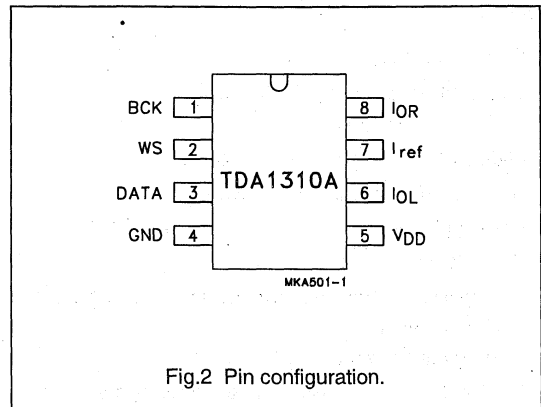 BCK 1 8 IOR
WS 2 7 Iref
TDA1310A
DATA 3 6 IOL
GND 4 5 VDD
MKA501-1
Fig.2 Pin configuration.